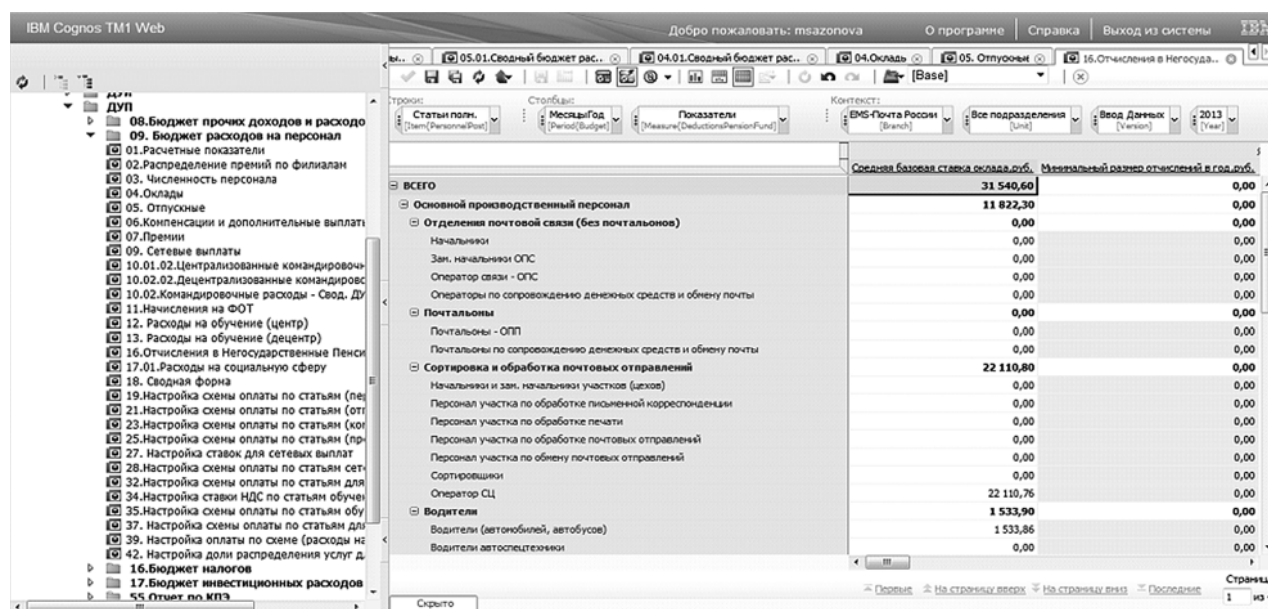 IBM Cognos TM1 Web
Добро пожаловать: msazonova
О программе
Справка
Выход из системы
IBM
05.01.Сводный бюджет рас..
04.01.Сводный бюджет рас..
04.Оклады
05. Отпускные
16.Отчисления в Негосуда..
[Base]
Строки:
Столбцы:
Контекст:
Статьи полн.
[Item{PersonnelPost}]
МесяцыГод
[Period{Budget}]
Показатели
[Measure{DeductionsPensionFund}]
EMS-Почта России
[Branch]
Все подразделения
[Unit]
Ввод Данных
[Version]
2013
[Year]
ДУП
08.Бюджет прочих доходов и расходо
09. Бюджет расходов на персонал
01.Расчетные показатели
02.Распределение премий по филиалам
03. Численность персонала
04.Оклады
05. Отпускные
06.Компенсации и дополнительные выплаты
07.Премии
09. Сетевые выплаты
10.01.02.Централизованные командировочн
10.02.02.Децентрализованные командировс
10.02.Командировочные расходы - Свод. ДУ
11.Начисления на ФОТ
12. Расходы на обучение (центр)
13. Расходы на обучение (децентр)
16.Отчисления в Негосударственные Пенси
17.01.Расходы на социальную сферу
18. Сводная форма
19.Настройка схемы оплаты по статьям (пе
21.Настройка схемы оплаты по статьям (отп
23.Настройка схемы оплаты по статьям (ком
25.Настройка схемы оплаты по статьям (пр
27. Настройка ставок для сетевых выплат
28.Настройка схемы оплаты по статьям сет
32.Настройка схемы оплаты по статьям для
34.Настройка ставки НДС по статьям обуче
35.Настройка схемы оплаты по статьям обу
37. Настройка схемы оплаты по статьям для
39. Настройка оплаты по схеме (расходы на
42. Настройка доли распределения услуг д
16.Бюджет налогов
17.Бюджет инвестиционных расходов
55 Отчет по КПЭ
Средняя базовая ставка оклада.руб. Минимальный размер отчислений в год.руб.
ВСЕГО 31 540,60 0,00
Основной производственный персонал 11 822,30 0,00
Отделения почтовой связи (без почтальонов) 0,00 0,00
Начальники 0,00 0,00
Зам. начальники ОПС 0,00 0,00
Оператор связи - ОПС 0,00 0,00
Операторы по сопровождению денежных средств и обмену почты 0,00 0,00
Почтальоны 0,00 0,00
Почтальоны - ОПП 0,00 0,00
Почтальоны по сопровождению денежных средств и обмену почты 0,00 0,00
Сортировка и обработка почтовых отправлений 22 110,80 0,00
Начальники и зам. начальники участков (цехов) 0,00 0,00
Персонал участка по обработке письменной корреспонденции 0,00 0,00
Персонал участка по обработке печати 0,00 0,00
Персонал участка по обработке почтовых отправлений 0,00 0,00
Персонал участка по обмену почтовых отправлений 0,00 0,00
Сортировщики 0,00 0,00
Оператор СЦ 22 110,76 0,00
Водители 1 533,90 0,00
Водители (автомобилей, автобусов) 1 533,86 0,00
Водители автоспецтехники 0,00 0,00
Первые На страницу вверх На страницу вниз Последние
Страниц
1 из
Скрыто